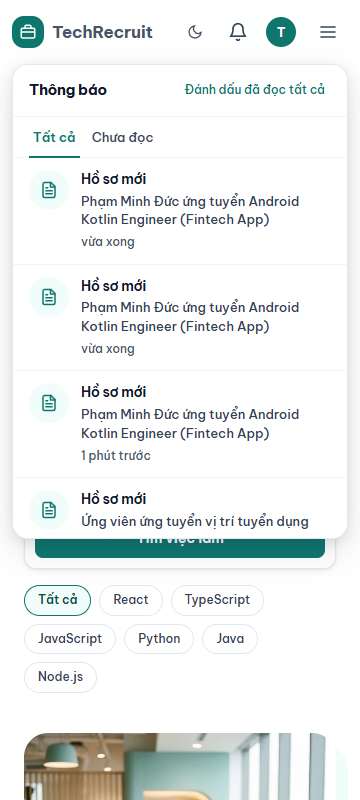 TechRecruit
T
Thông báo
Đánh dấu đã đọc tất cả
Tất cả
Chưa đọc
Hồ sơ mới
Phạm Minh Đức ứng tuyển Android
Kotlin Engineer (Fintech App)
vừa xong
Hồ sơ mới
Phạm Minh Đức ứng tuyển Android
Kotlin Engineer (Fintech App)
vừa xong
Hồ sơ mới
Phạm Minh Đức ứng tuyển Android
Kotlin Engineer (Fintech App)
1 phút trước
Hồ sơ mới
Ứng viên ứng tuyển vị trí tuyển dụng
Tìm việc làm
Tất cả
React
TypeScript
JavaScript
Python
Java
Node.js